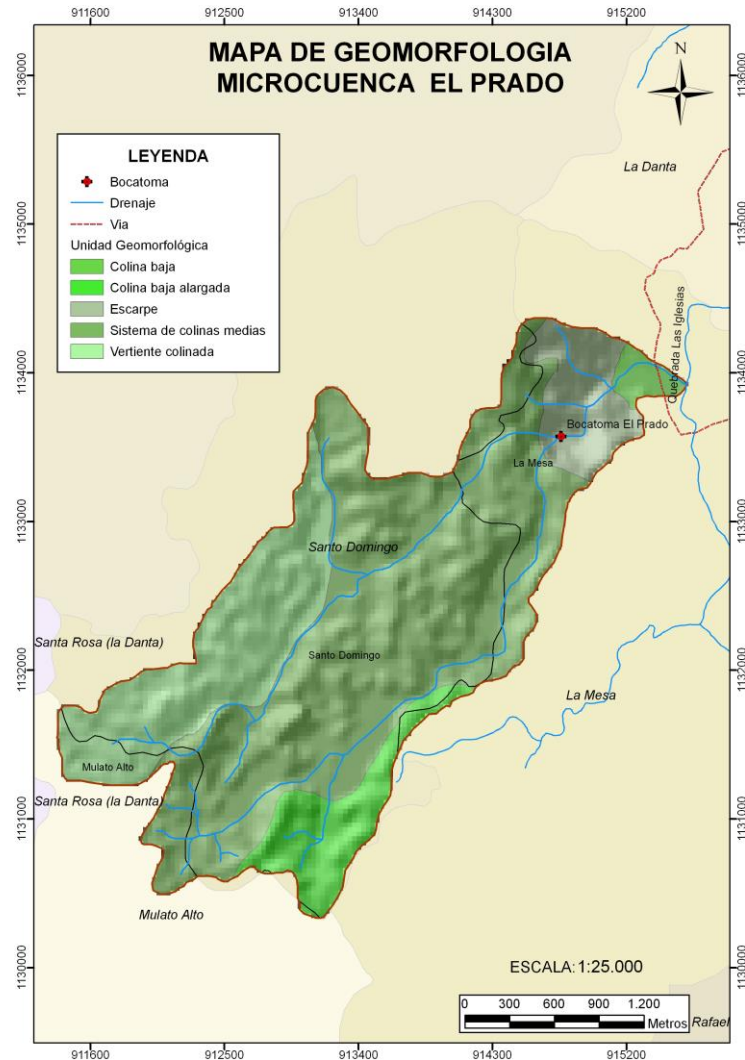 911600
912500
913400
914300
915200
MAPA DE GEOMORFOLOGIA
MICROCUENCA EL PRADO
N
1136000
1136000
LEYENDA
Bocatoma
Drenaje
Via
Unidad Geomorfológica
Colina baja
Colina baja alargada
Escarpe
Sistema de colinas medias
Vertiente colinada
La Danta
1135000
1135000
Quebrada Las Iglesias
1134000
1134000
Bocatoma El Prado
La Mesa
1133000
1133000
Santo Domingo
Santa Rosa (la Danta)
Santo Domingo
1132000
1132000
La Mesa
Mulato Alto
Santa Rosa (la Danta)
1131000
1131000
Mulato Alto
1130000
1130000
ESCALA: 1:25.000
0 300 600 900 1.200
Metros
Rafael
911600
912500
913400
914300
915200